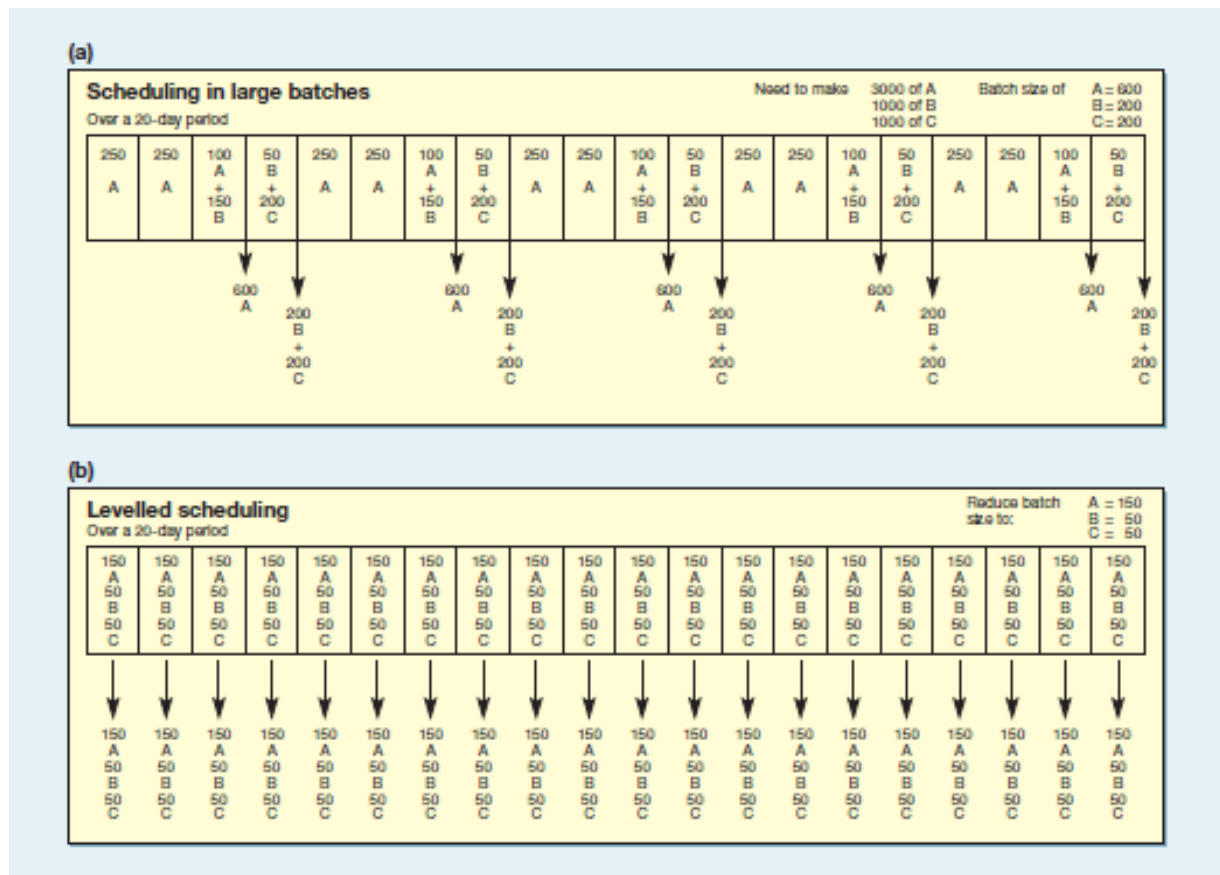 (a)
Scheduling in large batches
Need to make 3000 of A Batch size of A = 600
1000 of B B = 200
1000 of C C = 200
Over a 20-day period
250 250 100 50 250 250 100 50 250 250 100 50 250 250 100 50 250 250 100 50
A B A B A B A B A B
A A + + A A + + A A + + A A + + A A + +
150 200 150 200 150 200 150 200 150 200
B C B C B C B C B C
600 600 600 600 600
A A A A A
200 200 200 200 200
B B B B B
+ + + + +
200 200 200 200 200
C C C C C
(b)
Levelled scheduling
Over a 20-day period
Reduce batch A = 150
size to: B = 50
C = 50
150 150 150 150 150 150 150 150 150 150 150 150 150 150 150 150 150 150 150 150
A A A A A A A A A A A A A A A A A A A A
50 50 50 50 50 50 50 50 50 50 50 50 50 50 50 50 50 50 50 50
B B B B B B B B B B B B B B B B B B B B
50 50 50 50 50 50 50 50 50 50 50 50 50 50 50 50 50 50 50 50
C C C C C C C C C C C C C C C C C C C C
150 150 150 150 150 150 150 150 150 150 150 150 150 150 150 150 150 150 150 150
A A A A A A A A A A A A A A A A A A A A
50 50 50 50 50 50 50 50 50 50 50 50 50 50 50 50 50 50 50 50
B B B B B B B B B B B B B B B B B B B B
50 50 50 50 50 50 50 50 50 50 50 50 50 50 50 50 50 50 50 50
C C C C C C C C C C C C C C C C C C C C